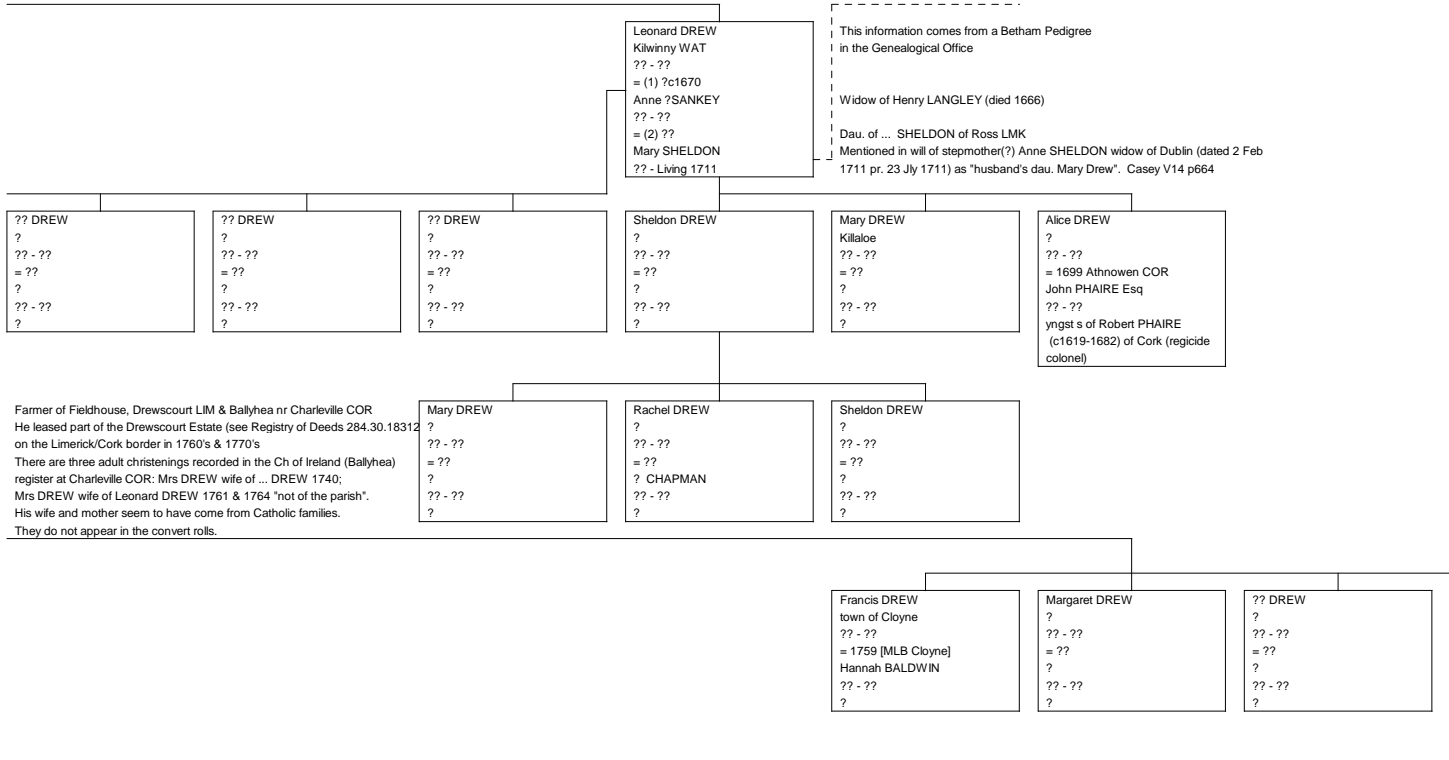 Leonard DREW
Kilwinny WAT
?? - ??
= (1) ?c1670
Anne ?SANKEY
?? - ??
= (2) ??
Mary SHELDON
?? - Living 1711
This information comes from a Betham Pedigree
in the Genealogical Office
Widow of Henry LANGLEY (died 1666)
Dau. of ... SHELDON of Ross LMK
Mentioned in will of stepmother(?) Anne SHELDON widow of Dublin (dated 2 Feb
1711 pr. 23 Jly 1711) as "husband's dau. Mary Drew". Casey V14 p664
?? DREW
?
?? - ??
= ??
?
?? - ??
?
?? DREW
?
?? - ??
= ??
?
?? - ??
?
?? DREW
?
?? - ??
= ??
?
?? - ??
?
Sheldon DREW
?
?? - ??
= ??
?
?? - ??
?
Mary DREW
Killaloe
?? - ??
= ??
?
?? - ??
?
Alice DREW
?
?? - ??
= 1699 Athnowen COR
John PHAIRE Esq
?? - ??
yngst s of Robert PHAIRE
(c1619-1682) of Cork (regicide
colonel)
Farmer of Fieldhouse, Drewscourt LIM & Ballyhea nr Charleville COR
He leased part of the Drewscourt Estate (see Registry of Deeds 284.30.18312
on the Limerick/Cork border in 1760's & 1770's
There are three adult christenings recorded in the Ch of Ireland (Ballyhea)
register at Charleville COR: Mrs DREW wife of ... DREW 1740;
Mrs DREW wife of Leonard DREW 1761 & 1764 "not of the parish".
His wife and mother seem to have come from Catholic families.
They do not appear in the convert rolls.
Mary DREW
?
?? - ??
= ??
?
?? - ??
?
Rachel DREW
?
?? - ??
= ??
? CHAPMAN
?? - ??
?
Sheldon DREW
?
?? - ??
= ??
?
?? - ??
?
Francis DREW
town of Cloyne
?? - ??
= 1759 [MLB Cloyne]
Hannah BALDWIN
?? - ??
?
Margaret DREW
?
?? - ??
= ??
?
?? - ??
?
?? DREW
?
?? - ??
= ??
?
?? - ??
?